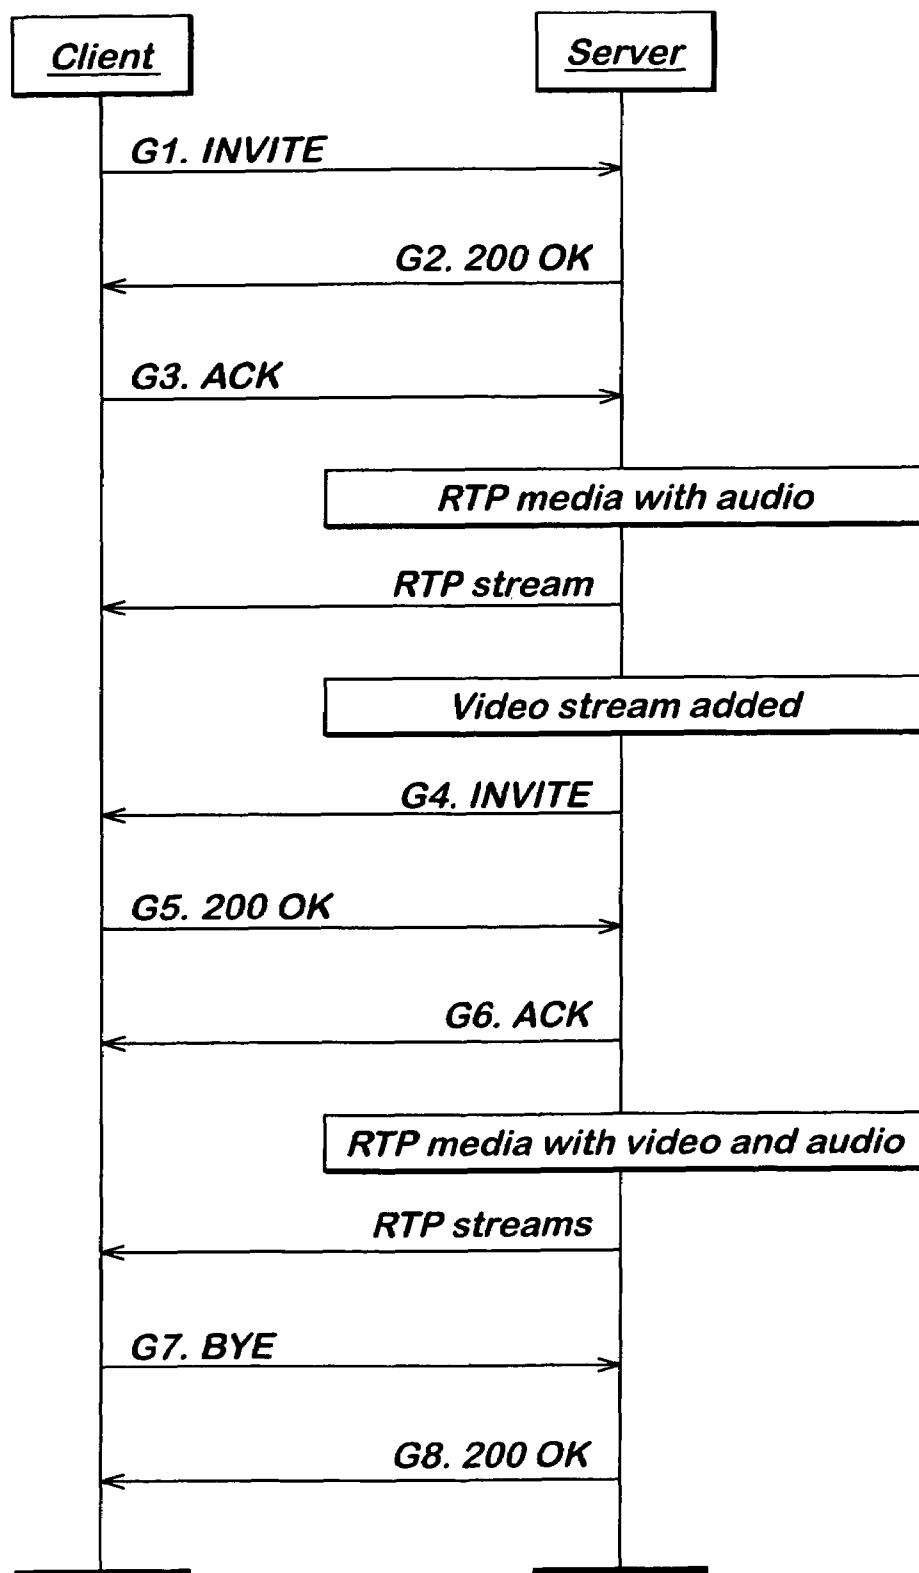 Client
Server
G1. INVITE
G2. 200 OK
G3. ACK
RTP media with audio
RTP stream
Video stream added
G4. INVITE
G5. 200 OK
G6. ACK
RTP media with video and audio
RTP streams
G7. BYE
G8. 200 OK